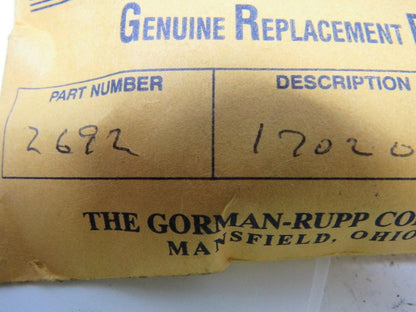 GENUINE REPLACEMENT
PART NUMBER DESCRIPTION
2692 17020
THE GORMAN-RUPP CO
MANSFIELD, OHIO